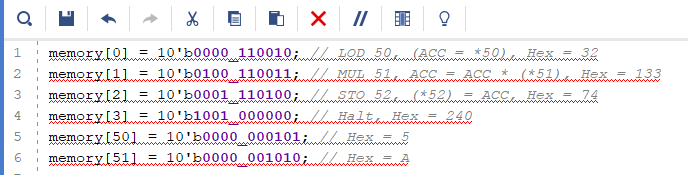 1 memory[0] = 10'b0000_110010; // LOD 50, (ACC = *50), Hex = 32
2 memory[1] = 10'b0100_110011; // MUL 51, ACC = ACC * (*51), Hex = 133
3 memory[2] = 10'b0001_110100; // STO 52, (*52) = ACC, Hex = 74
4 memory[3] = 10'b1001_000000; // Halt, Hex = 240
5 memory[50] = 10'b0000_000101; // Hex = 5
6 memory[51] = 10'b0000_001010; // Hex = A